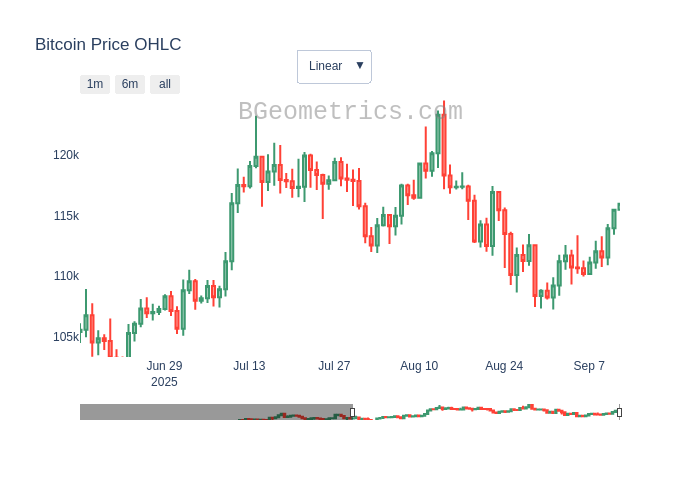 Bitcoin Price OHLC
Linear ▼
1m 6m all
BGeometrics.com
120k
115k
110k
105k
Jun 29 Jul 13 Jul 27 Aug 10 Aug 24 Sep 7
2025